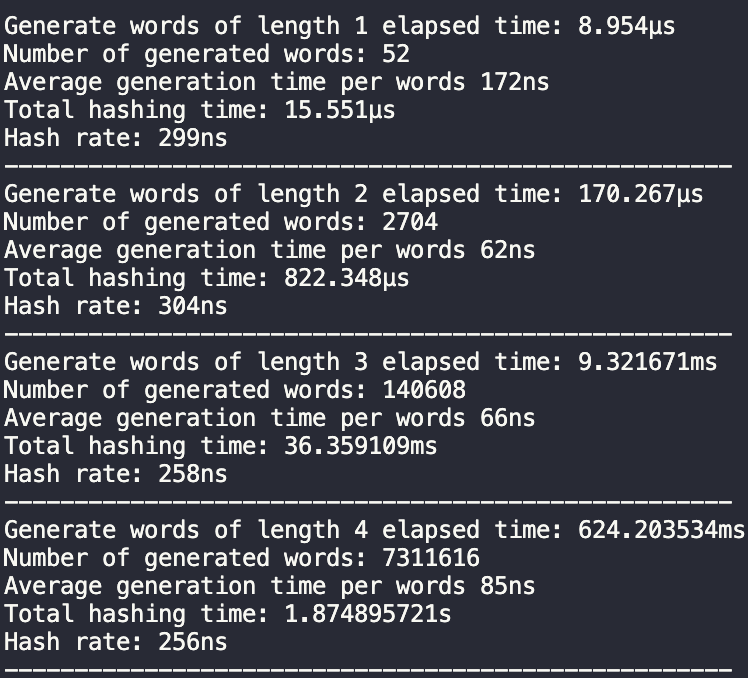 Generate words of length 1 elapsed time: 8.954µs
Number of generated words: 52
Average generation time per words 172ns
Total hashing time: 15.551µs
Hash rate: 299ns
----------------------------------------------------
Generate words of length 2 elapsed time: 170.267µs
Number of generated words: 2704
Average generation time per words 62ns
Total hashing time: 822.348µs
Hash rate: 304ns
----------------------------------------------------
Generate words of length 3 elapsed time: 9.321671ms
Number of generated words: 140608
Average generation time per words 66ns
Total hashing time: 36.359109ms
Hash rate: 258ns
----------------------------------------------------
Generate words of length 4 elapsed time: 624.203534ms
Number of generated words: 7311616
Average generation time per words 85ns
Total hashing time: 1.874895721s
Hash rate: 256ns
----------------------------------------------------